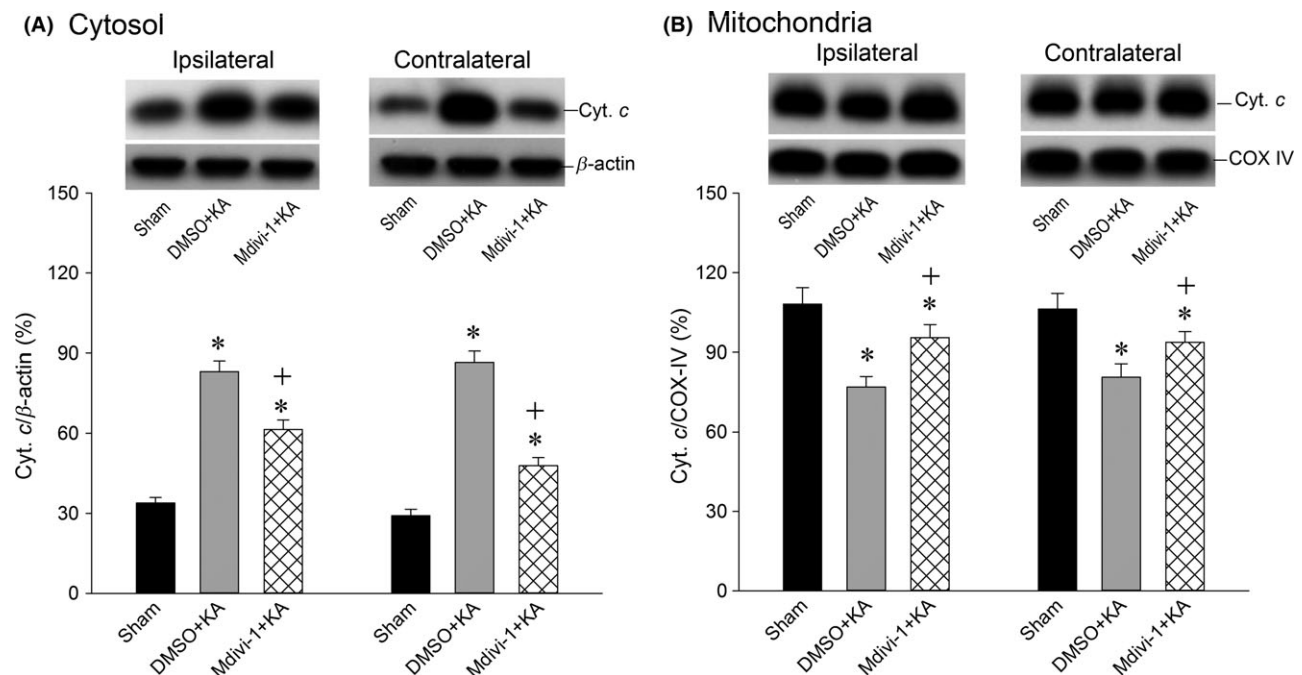 (A) Cytosol
Ipsilateral Contralateral
Cyt. c
β-actin
Sham DMSO+KA Mdivi-1+KA Sham DMSO+KA Mdivi-1+KA
150
120
90
60
30
0
Cyt. c/β-actin (%)
* + * * + *
Sham DMSO+KA Mdivi-1+KA Sham DMSO+KA Mdivi-1+KA
(B) Mitochondria
Ipsilateral Contralateral
Cyt. c
COX IV
Sham DMSO+KA Mdivi-1+KA Sham DMSO+KA Mdivi-1+KA
150
120
90
60
30
0
Cyt. c/COX-IV (%)
* + * * + *
Sham DMSO+KA Mdivi-1+KA Sham DMSO+KA Mdivi-1+KA